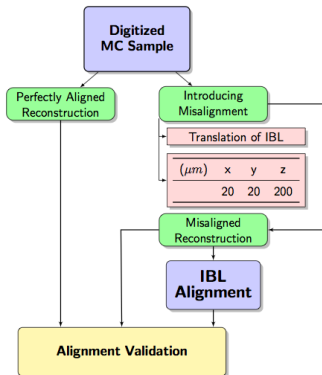 Digitized
MC Sample
Perfectly Aligned
Reconstruction
Introducing
Misalignment
Translation of IBL
(μm) x y z
20 20 200
Misaligned
Reconstruction
IBL
Alignment
Alignment Validation